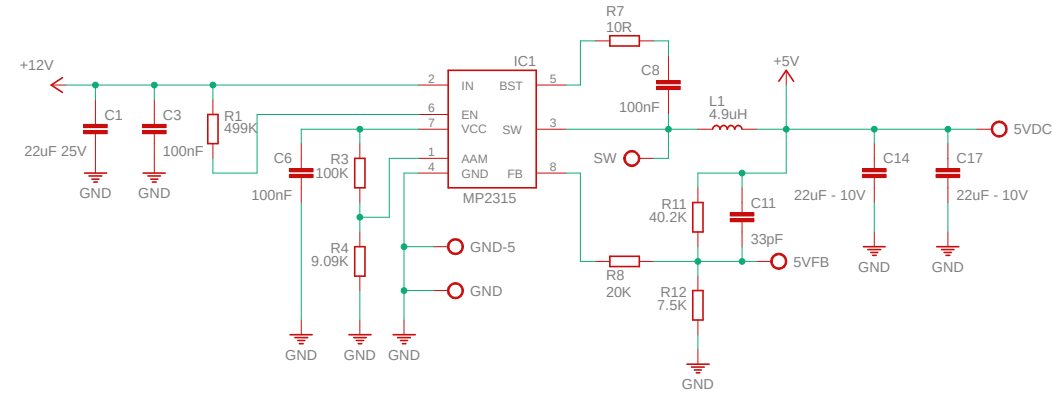 R7
10R
+12V
IC1
+5V
2
IN
BST
5
C8
C1
C3
R1
499K
6
EN
100nF
L1
4.9uH
22uF 25V
100nF
7
VCC
SW
3
5VDC
C6
R3
100K
1
AAM
SW
C14
C17
GND
GND
100nF
4
GND
FB
8
22uF - 10V
22uF - 10V
MP2315
R11
40.2K
C11
33pF
R4
9.09K
GND-5
5VFB
GND
GND
R8
20K
R12
7.5K
GND
GND
GND
GND
GND